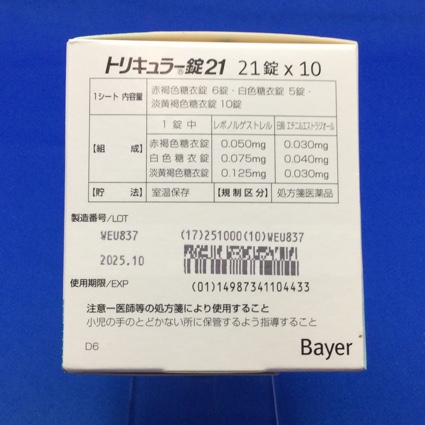 トリキュラー®錠21 21錠 x 10
1シート 内容量 赤褐色糖衣錠 6錠・白色糖衣錠 5錠・
淡黄褐色糖衣錠 10錠
【組成】 1錠中 レボノルゲストレル 日局 エチニルエストラジオール
赤褐色糖衣錠 0.050mg 0.030mg
白色糖衣錠 0.075mg 0.040mg
淡黄褐色糖衣錠 0.125mg 0.030mg
【貯法】 室温保存 【規制区分】 処方箋医薬品
製造番号/LOT
WEU837 (17)251000(10)WEU837
2025.10
使用期限/EXP (01)14987341104433
注意ー医師等の処方箋により使用すること
小児の手のとどかない所に保管するよう指導すること
D6 Bayer